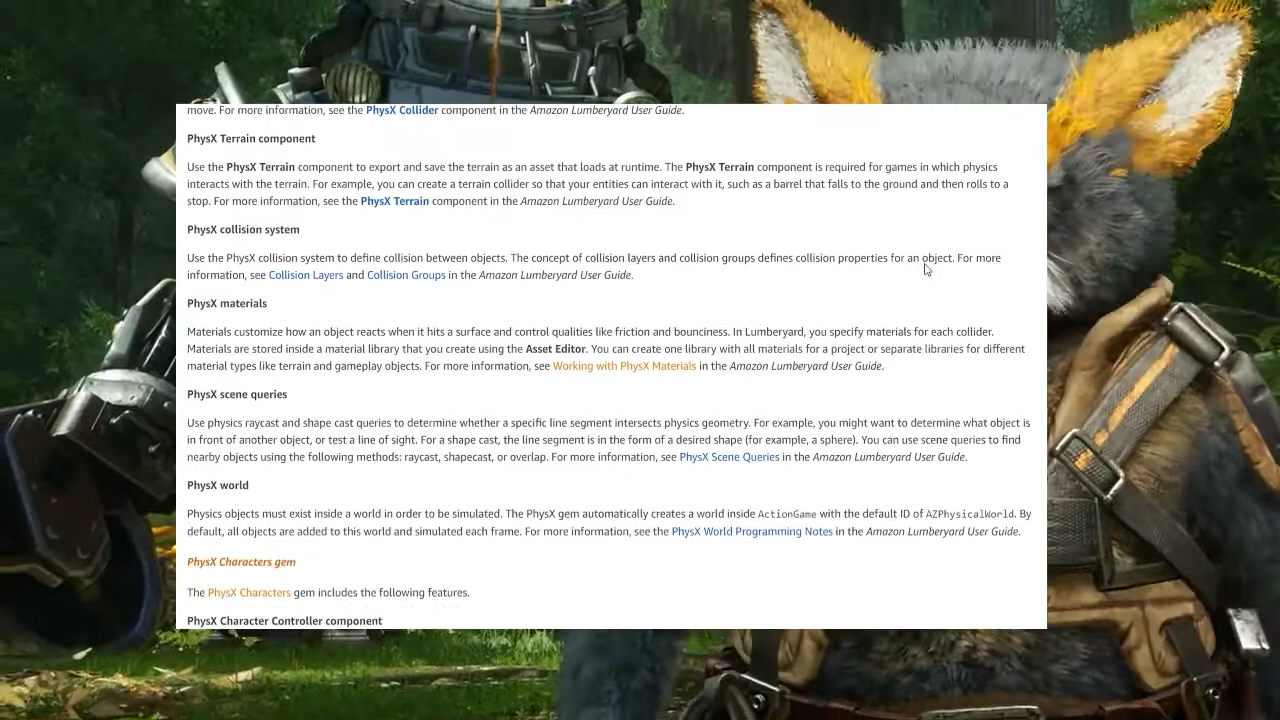 move. For more information, see the PhysX Collider component in the Amazon Lumberyard User Guide.
PhysX Terrain component
Use the PhysX Terrain component to export and save the terrain as an asset that loads at runtime. The PhysX Terrain component is required for games in which physics
interacts with the terrain. For example, you can create a terrain collider so that your entities can interact with it, such as a barrel that falls to the ground and then rolls to a
stop. For more information, see the PhysX Terrain component in the Amazon Lumberyard User Guide.
PhysX collision system
Use the PhysX collision system to define collision between objects. The concept of collision layers and collision groups defines collision properties for an object. For more
information, see Collision Layers and Collision Groups in the Amazon Lumberyard User Guide.
PhysX materials
Materials customize how an object reacts when it hits a surface and control qualities like friction and bounciness. In Lumberyard, you specify materials for each collider.
Materials are stored inside a material library that you create using the Asset Editor. You can create one library with all materials for a project or separate libraries for different
material types like terrain and gameplay objects. For more information, see Working with PhysX Materials in the Amazon Lumberyard User Guide.
PhysX scene queries
Use physics raycast and shape cast queries to determine whether a specific line segment intersects physics geometry. For example, you might want to determine what object is
in front of another object, or test a line of sight. For a shape cast, the line segment is in the form of a desired shape (for example, a sphere). You can use scene queries to find
nearby objects using the following methods: raycast, shapecast, or overlap. For more information, see PhysX Scene Queries in the Amazon Lumberyard User Guide.
PhysX world
Physics objects must exist inside a world in order to be simulated. The PhysX gem automatically creates a world inside ActionGame with the default ID of AZPhysicalWorld. By
default, all objects are added to this world and simulated each frame. For more information, see the PhysX World Programming Notes in the Amazon Lumberyard User Guide.
PhysX Characters gem
The PhysX Characters gem includes the following features.
PhysX Character Controller component